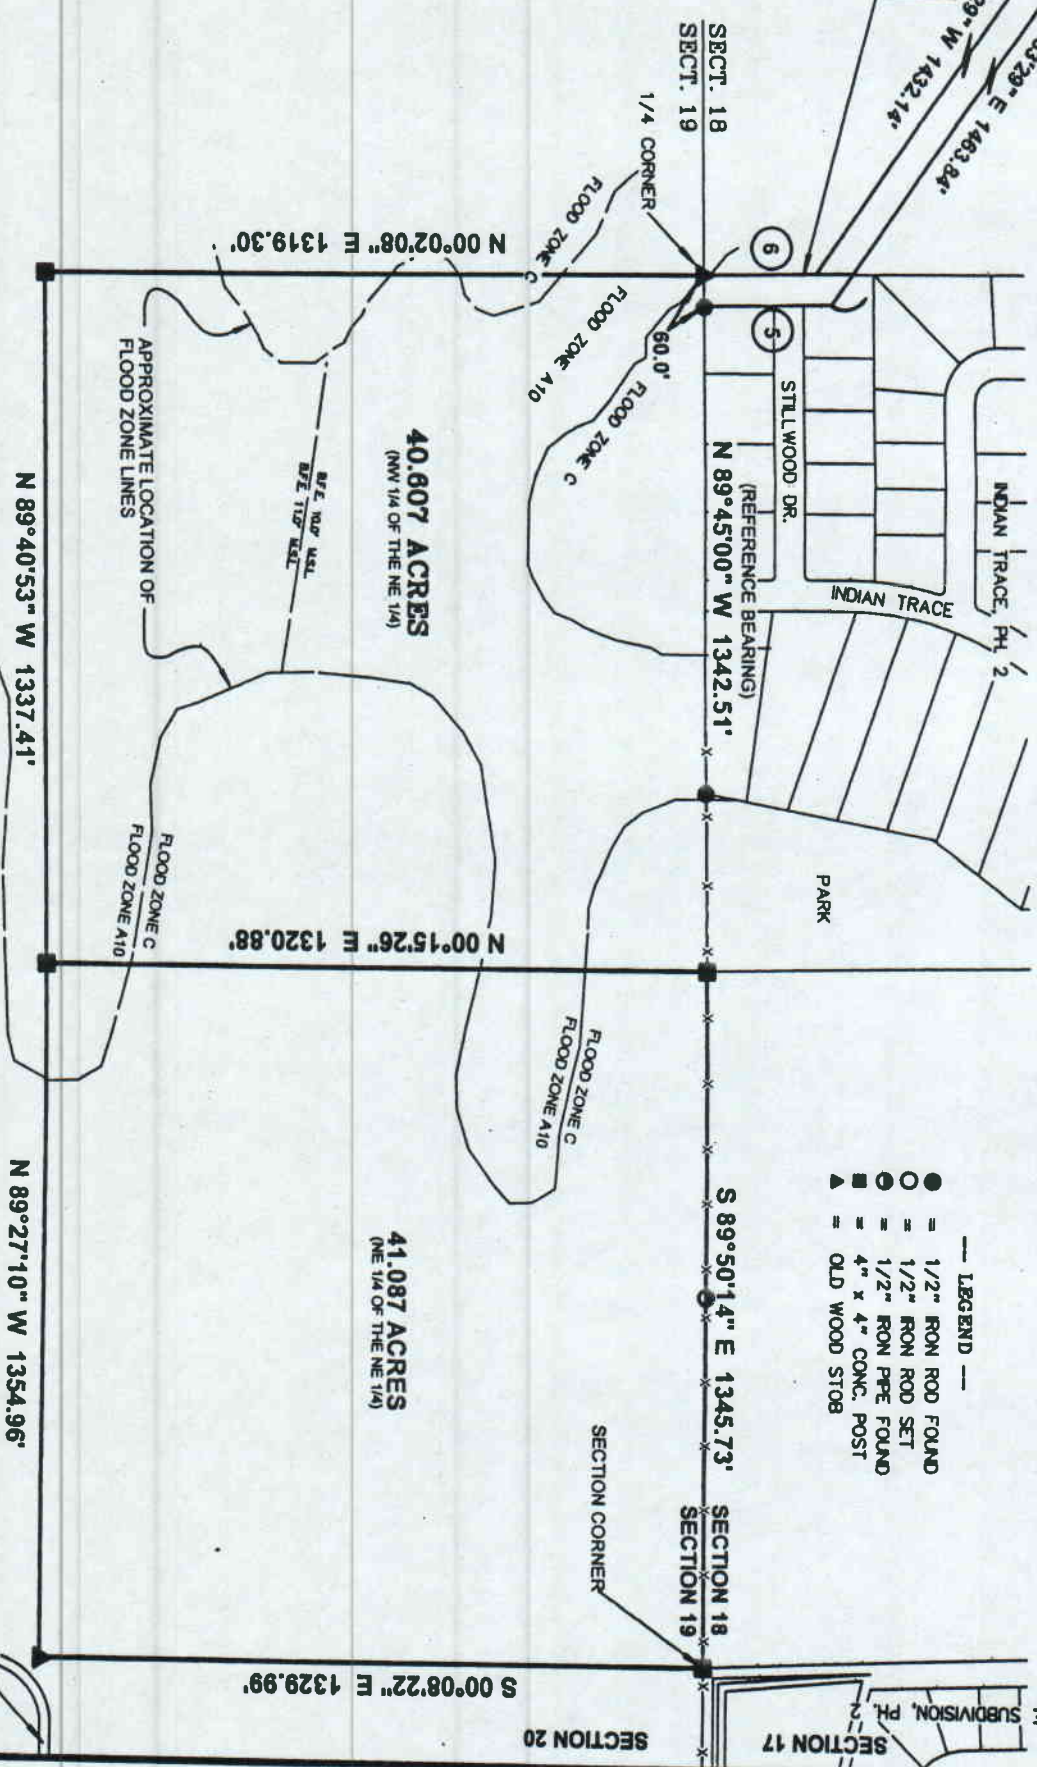 29" W 1432.14'
3'29" E 1463.84'
SECT. 18
SECT. 19
1/4 CORNER
FLOOD ZONE C
FLOOD ZONE A10
FLOOD ZONE C
6
5
60.0'
STILLWOOD DR.
INDIAN TRACE, PH. 2
INDIAN TRACE
(REFERENCE BEARING)
N 89°45'00" W 1342.51'
PARK
N 00°02'08" E 1319.30'
40.607 ACRES
(NW 1/4 OF THE NE 1/4)
B.F.E. 10.0' M.S.L.
B.F.E. 11.0' M.S.L.
APPROXIMATE LOCATION OF
FLOOD ZONE LINES
N 89°40'53" W 1337.41'
FLOOD ZONE C
FLOOD ZONE A10
N 00°15'26" E 1320.88'
FLOOD ZONE C
FLOOD ZONE A10
— LEGEND —
● = 1/2" IRON ROD FOUND
○ = 1/2" IRON ROD SET
◑ = 1/2" IRON PIPE FOUND
■ = 4" x 4" CONC. POST
▲ = OLD WOOD STOB
S 89°50'14" E 1345.73'
SECTION 18
SECTION 19
SECTION CORNER
41.087 ACRES
(NE 1/4 OF THE NE 1/4)
N 89°27'10" W 1354.96'
S 00°08'22" E 1329.99'
SECTION 20
SECTION 17
SUBDIVISION, PH. 2